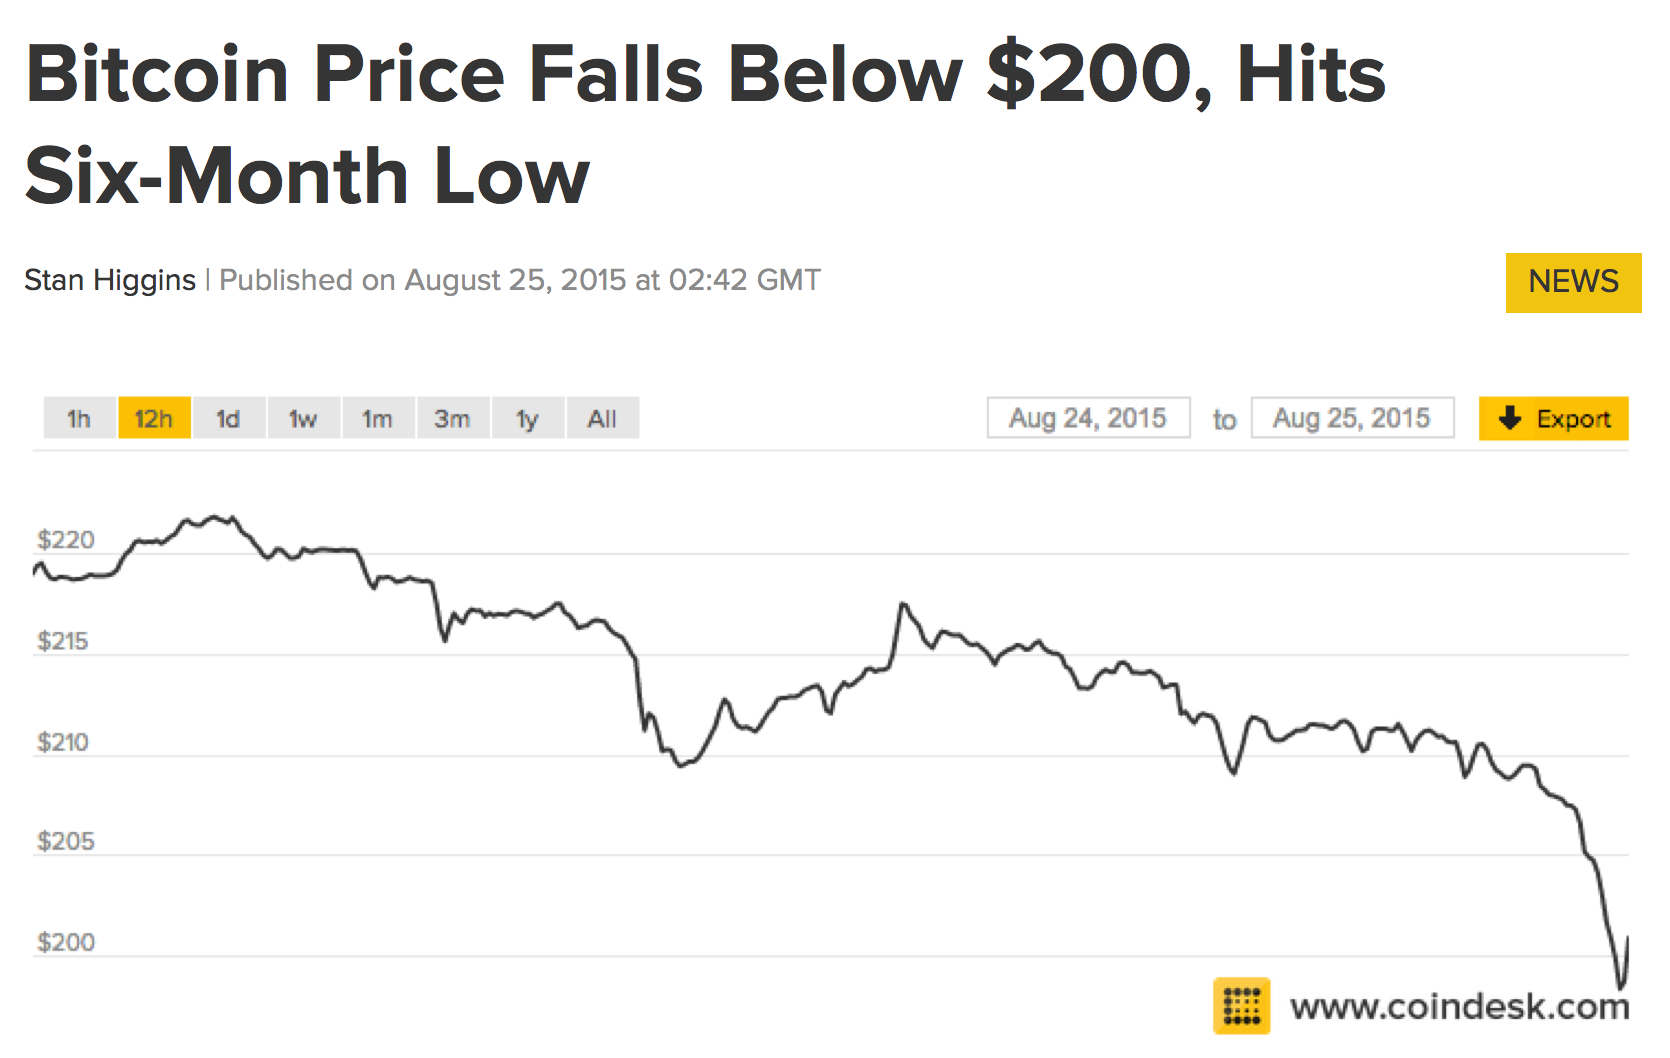 Bitcoin Price Falls Below $200, Hits
Six-Month Low
Stan Higgins | Published on August 25, 2015 at 02:42 GMT
NEWS
1h 12h 1d 1w 1m 3m 1y All
Aug 24, 2015 to Aug 25, 2015
Export
$220
$215
$210
$205
$200
www.coindesk.com